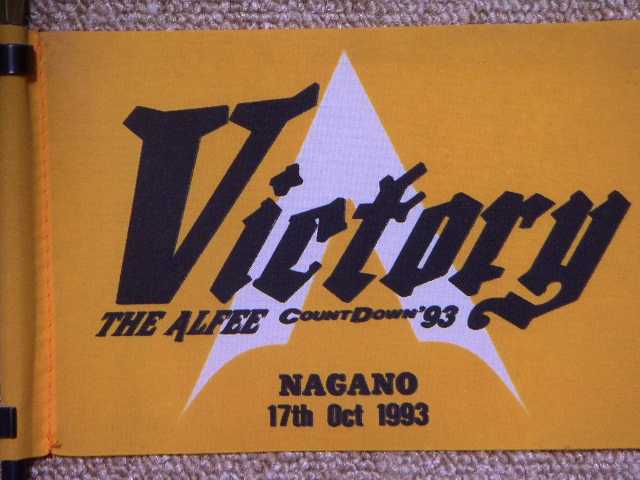 Victory
THE ALFEE COUNTDOWN'93
NAGANO
17th Oct 1993